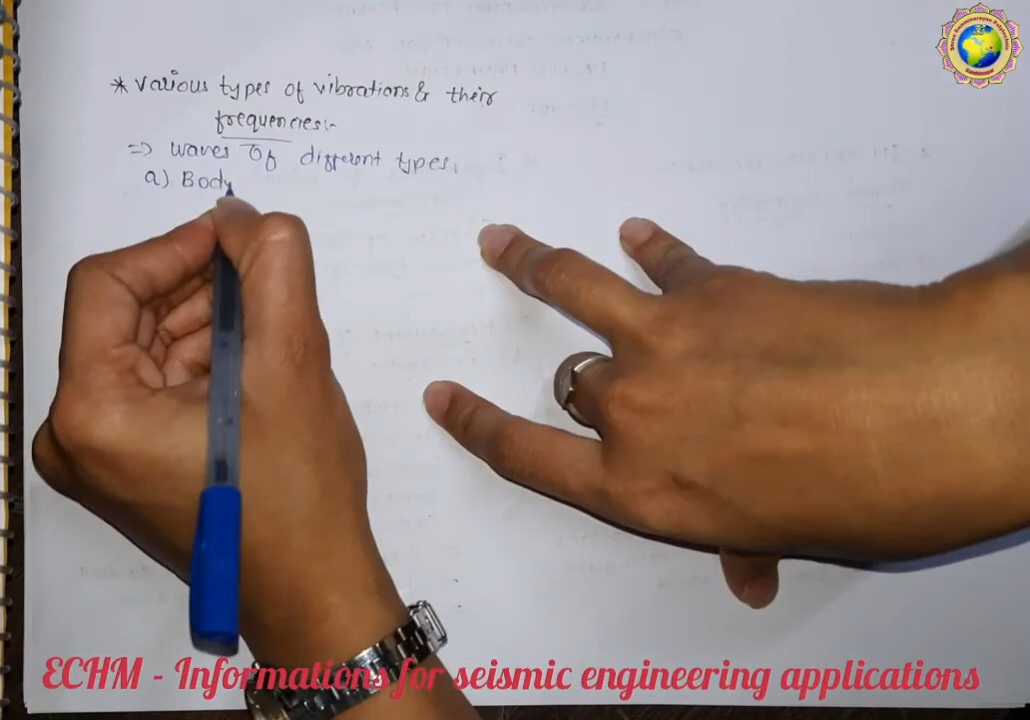 * Various types of vibrations & their
frequencies:-
=> waves of different types.
a) Body
ECHM - Informations for seismic engineering applications